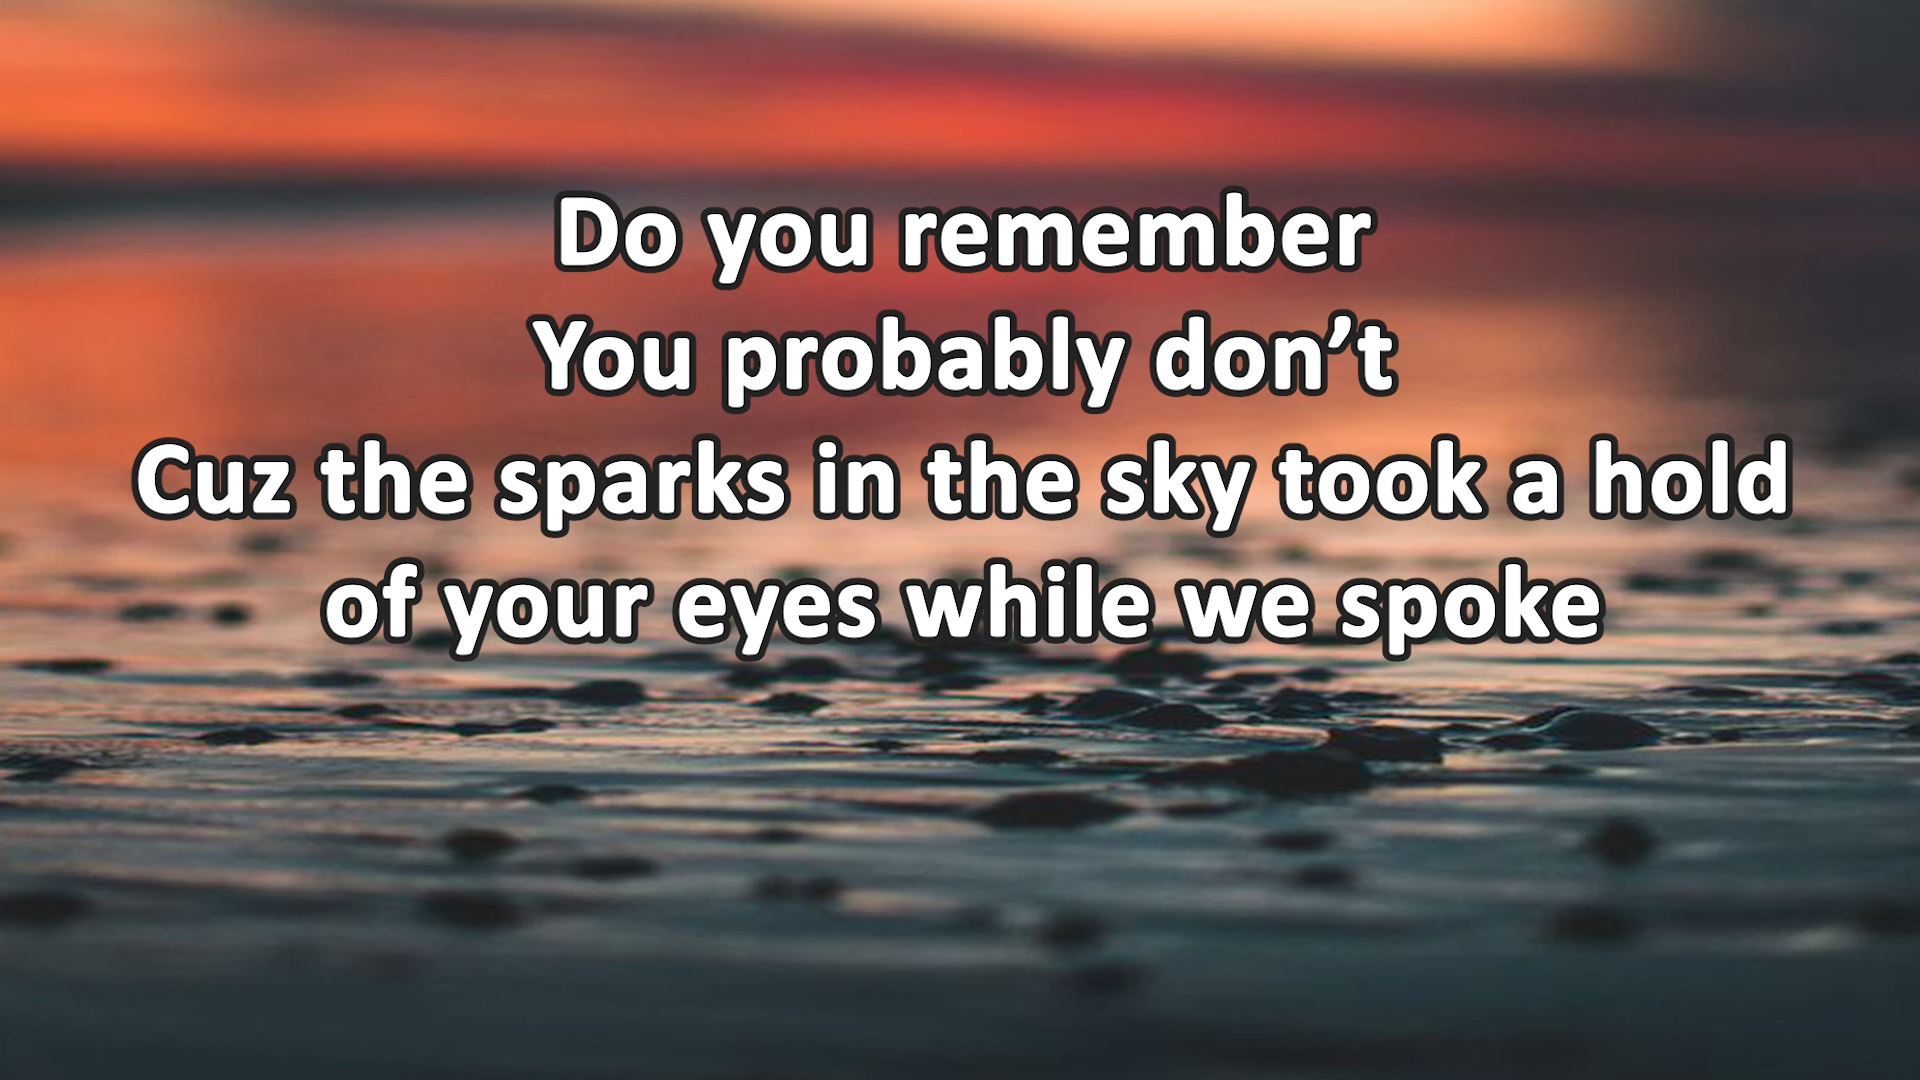 Do you remember
You probably don’t
Cuz the sparks in the sky took a hold
of your eyes while we spoke